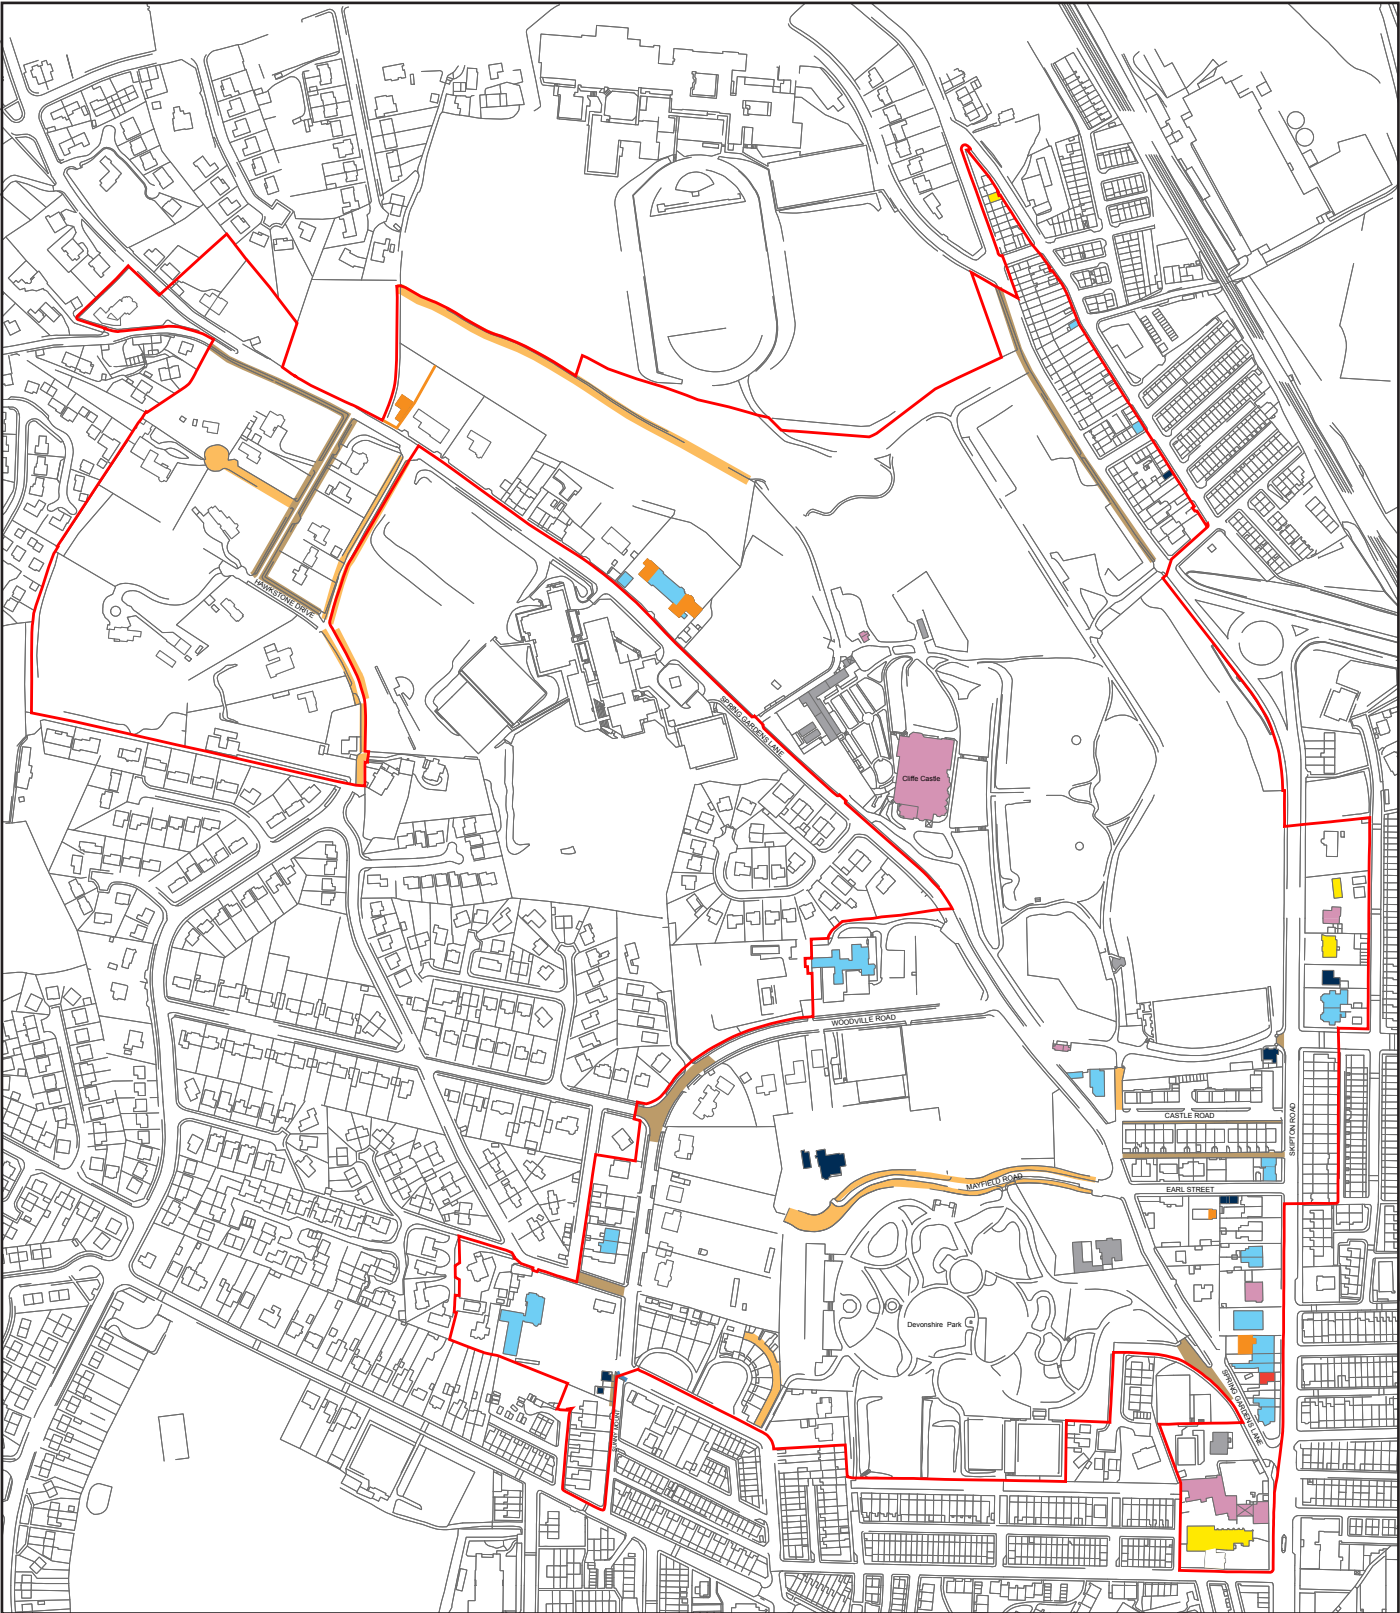 HAWKSTONE DRIVE
SPRING GARDENS LANE
Cliffe Castle
WOODVILLE ROAD
CASTLE ROAD
SKIPTON ROAD
MAYFIELD ROAD
EARL STREET
Devonshire Park
SPRING GARDENS LANE